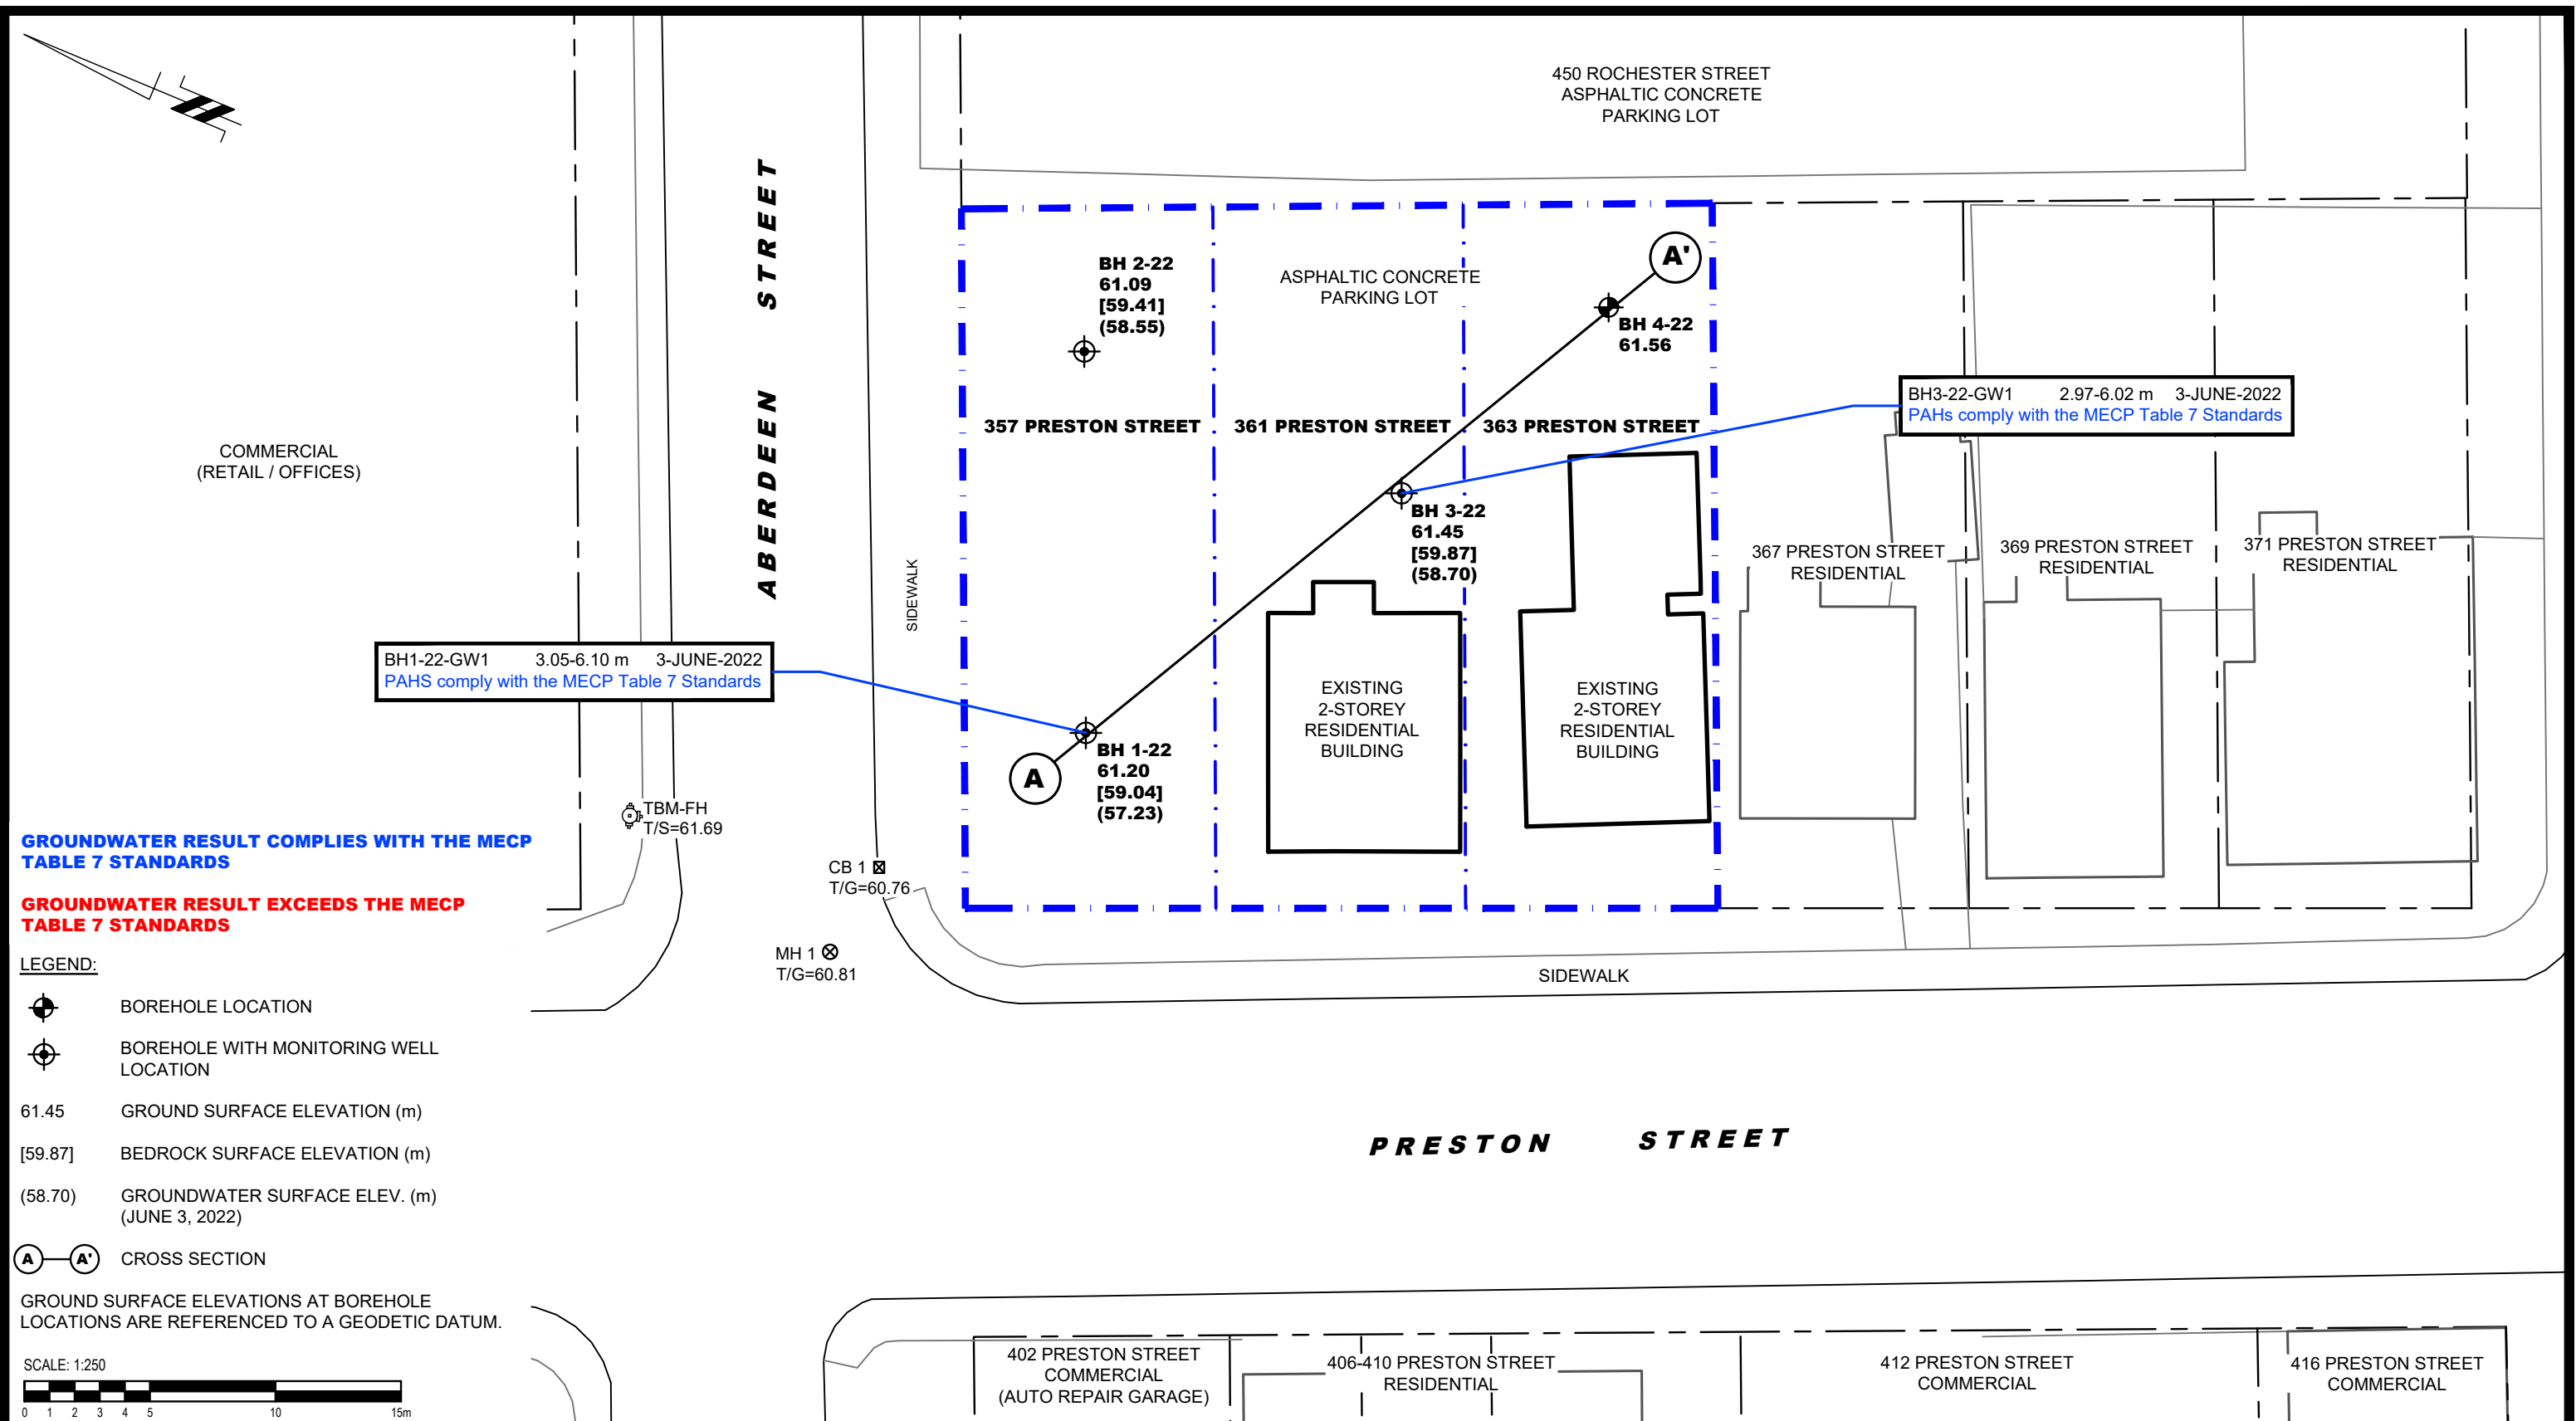 450 ROCHESTER STREET
ASPHALTIC CONCRETE
PARKING LOT
ABERDEEN STREET
COMMERCIAL
(RETAIL / OFFICES)
SIDEWALK
BH 2-22
61.09
[59.41]
(58.55)
ASPHALTIC CONCRETE
PARKING LOT
A'
BH 4-22
61.56
357 PRESTON STREET
361 PRESTON STREET
363 PRESTON STREET
BH3-22-GW1 2.97-6.02 m 3-JUNE-2022
PAHs comply with the MECP Table 7 Standards
BH 3-22
61.45
[59.87]
(58.70)
367 PRESTON STREET
RESIDENTIAL
369 PRESTON STREET
RESIDENTIAL
371 PRESTON STREET
RESIDENTIAL
BH1-22-GW1 3.05-6.10 m 3-JUNE-2022
PAHS comply with the MECP Table 7 Standards
BH 1-22
61.20
[59.04]
(57.23)
A
EXISTING
2-STOREY
RESIDENTIAL
BUILDING
EXISTING
2-STOREY
RESIDENTIAL
BUILDING
TBM-FH
T/S=61.69
CB 1
T/G=60.76
MH 1
T/G=60.81
SIDEWALK
GROUNDWATER RESULT COMPLIES WITH THE MECP
TABLE 7 STANDARDS
GROUNDWATER RESULT EXCEEDS THE MECP
TABLE 7 STANDARDS
LEGEND:
BOREHOLE LOCATION
BOREHOLE WITH MONITORING WELL
LOCATION
61.45 GROUND SURFACE ELEVATION (m)
[59.87] BEDROCK SURFACE ELEVATION (m)
(58.70) GROUNDWATER SURFACE ELEV. (m)
(JUNE 3, 2022)
A A' CROSS SECTION
GROUND SURFACE ELEVATIONS AT BOREHOLE
LOCATIONS ARE REFERENCED TO A GEODETIC DATUM.
SCALE: 1:250
0 1 2 3 4 5 10 15m
PRESTON STREET
402 PRESTON STREET
COMMERCIAL
(AUTO REPAIR GARAGE)
406-410 PRESTON STREET
RESIDENTIAL
412 PRESTON STREET
COMMERCIAL
416 PRESTON STREET
COMMERCIAL